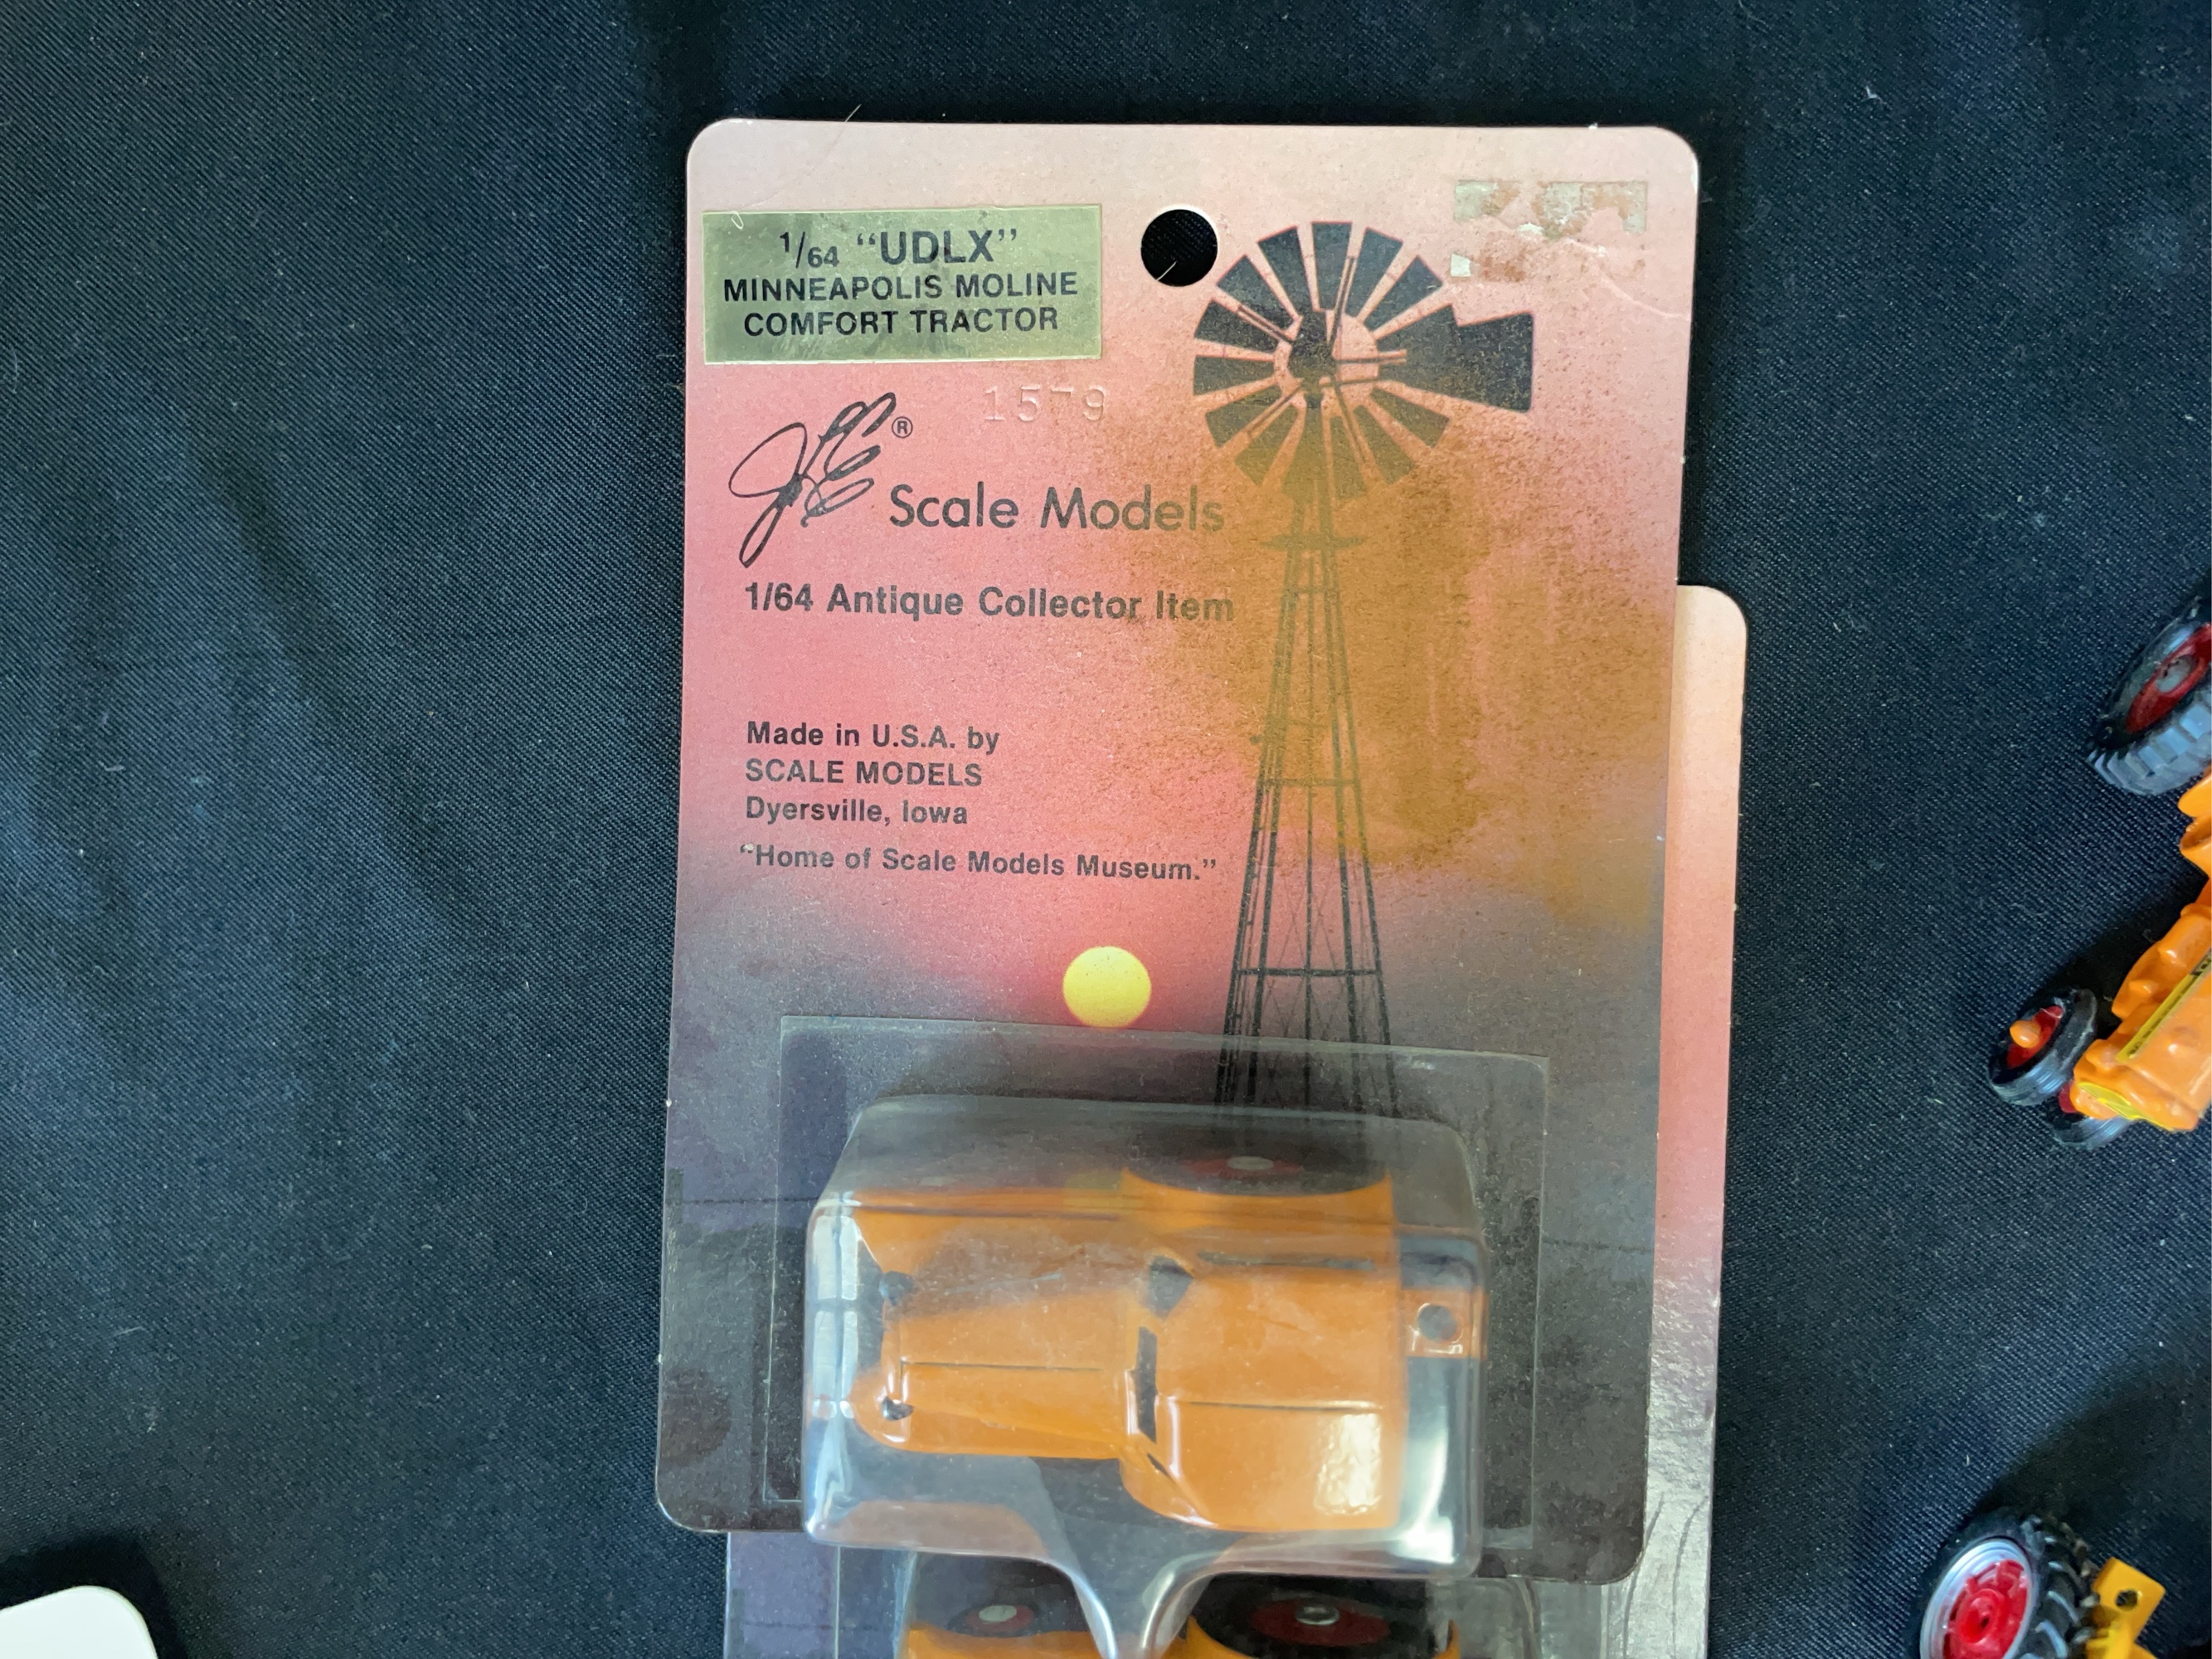 1/64 “UDLX”
MINNEAPOLIS MOLINE
COMFORT TRACTOR
1579
JLE®
Scale Models
1/64 Antique Collector Item
Made in U.S.A. by
SCALE MODELS
Dyersville, Iowa
“Home of Scale Models Museum.”